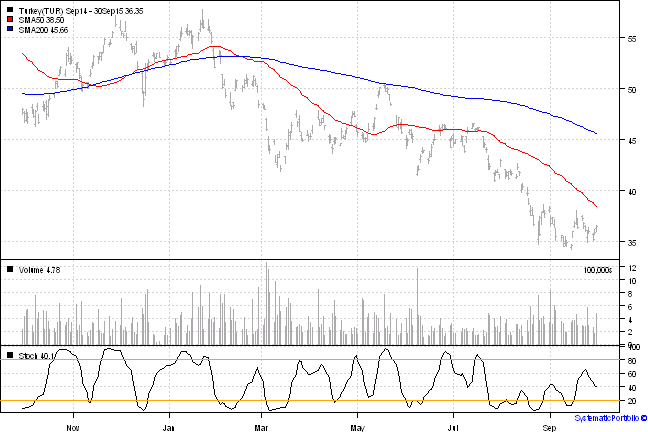 Turkey(TUR) Sep14 - 30Sep15 36.35
SMA50 38.50
SMA200 45.66
55
50
45
40
35
Volume 4.78
100,000s
12
10
8
6
4
2
0
Stoch 40.1
100
80
60
40
20
Nov
Jan
Mar
May
Jul
Sep
SystematicPortfolio ©